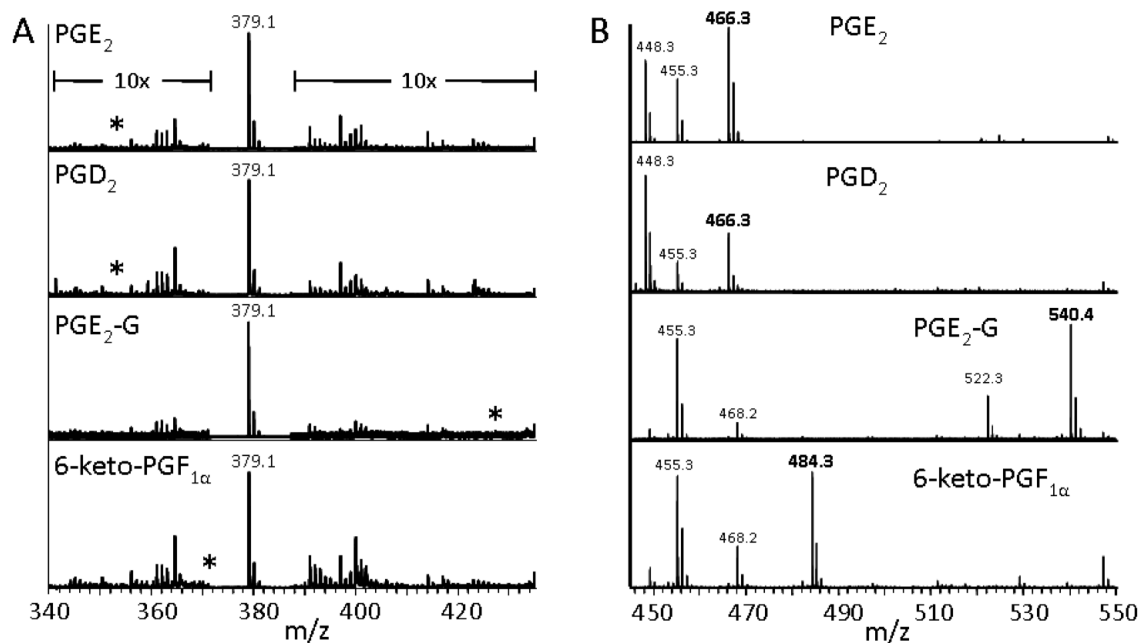 A
PGE₂
379.1
10x
10x
*
PGD₂
379.1
*
PGE₂-G
379.1
*
6-keto-PGF₁α
379.1
*
340 360 380 400 420
m/z
B
PGE₂
448.3
455.3
466.3
PGD₂
448.3
455.3
466.3
PGE₂-G
455.3
468.2
522.3
540.4
6-keto-PGF₁α
455.3
468.2
484.3
450 470 490 510 530 550
m/z